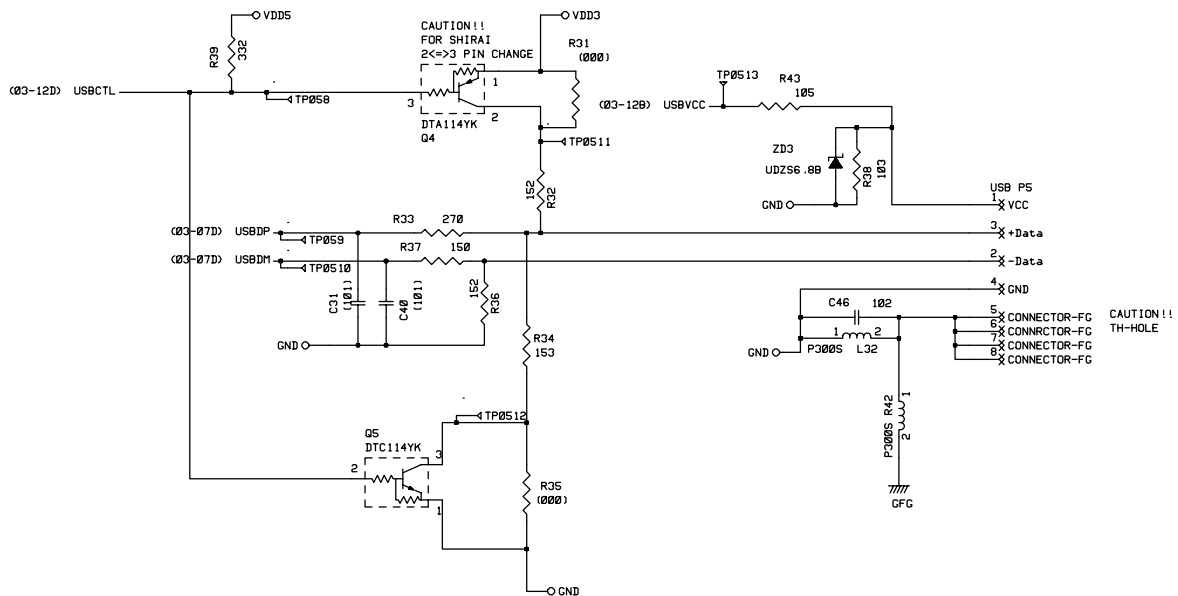 VDD5
CAUTION!!
FOR SHIRAI
2<=>3 PIN CHANGE
VDD3
R39
332
R31
(000)
(03-12D) USBCTL
TP058
3
1
2
DTA114YK
Q4
TP0511
(03-12B) USBVCC
TP0513
R43
105
ZD3
UDZS6.8B
R38
103
GND
USB P5
1
VCC
152
R32
(03-07D) USBDP
TP059
R33
270
3
+Data
(03-07D) USBDM
TP0510
R37
150
2
-Data
C31
(101)
C40
(101)
152
R36
GND
4
GND
C46
102
5
CONNECTOR-FG
CAUTION!!
TH-HOLE
6
CONNRCTOR-FG
7
CONNECTOR-FG
8
CONNECTOR-FG
1
2
P300S
L32
GND
R34
153
P300S R42
1
2
GFG
TP0512
Q5
DTC114YK
2
3
1
R35
(000)
GND